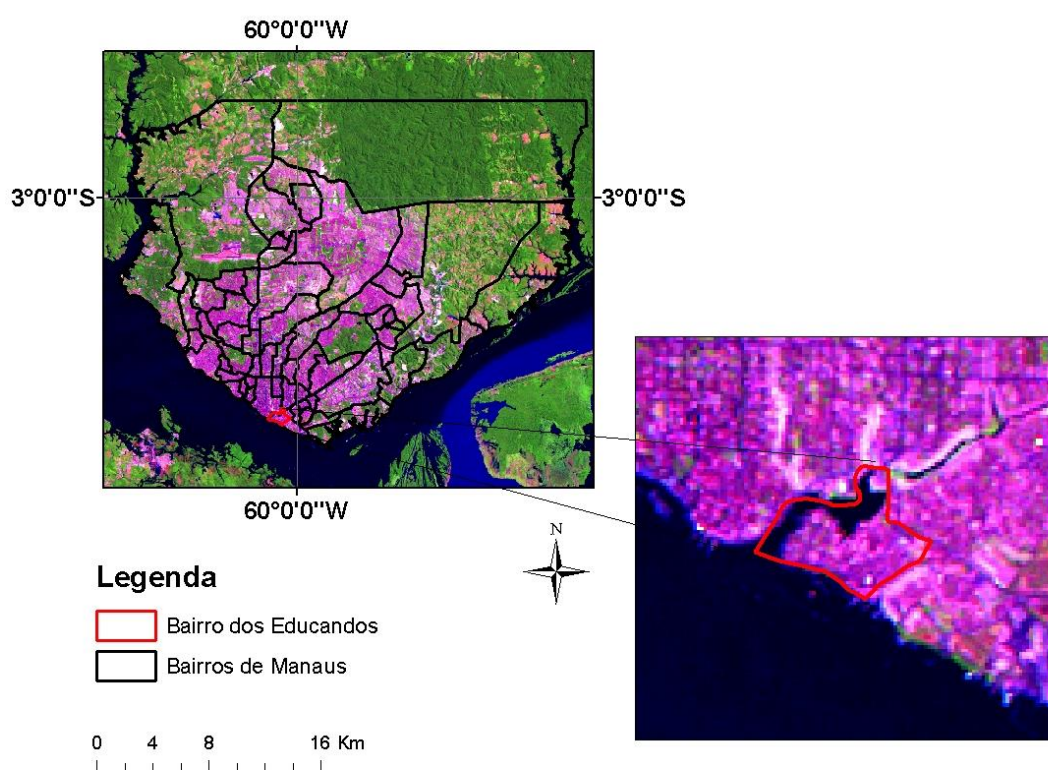 60°0'0"W
3°0'0"S
3°0'0"S
60°0'0"W
N
Legenda
Bairro dos Educandos
Bairros de Manaus
0 4 8 16 Km